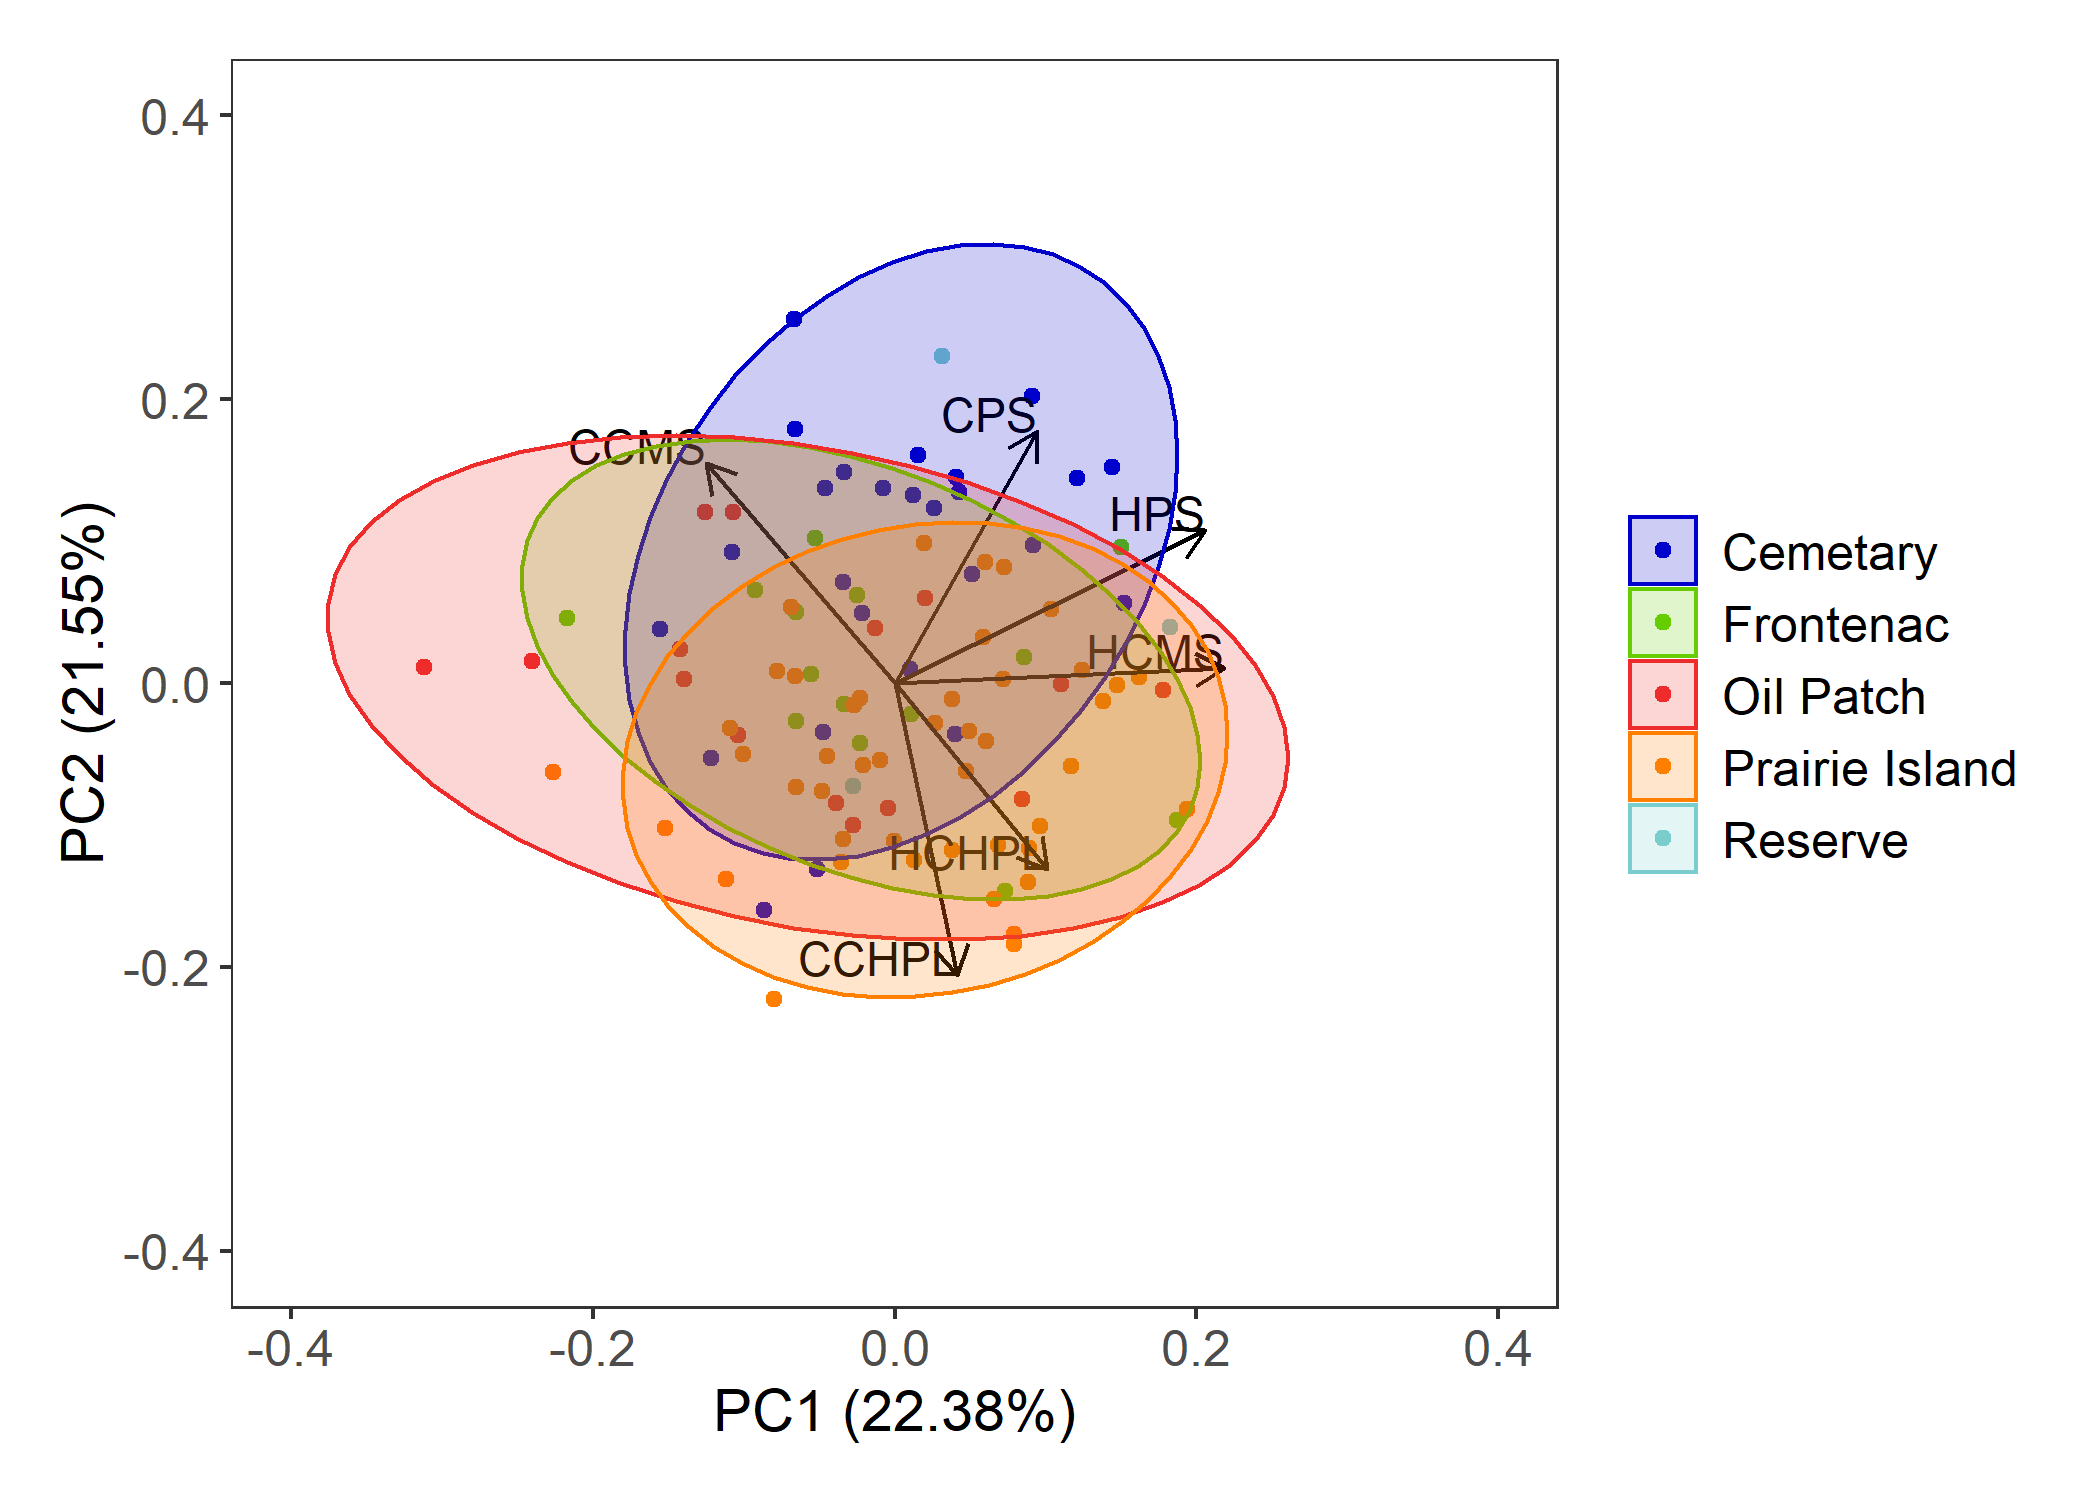 0.4
0.2
0.0
-0.2
-0.4
PC2 (21.55%)
CPS
CCMS
HPS
HCMS
HCHPL
CCHPL
-0.4 -0.2 0.0 0.2 0.4
PC1 (22.38%)
Cemetary
Frontenac
Oil Patch
Prairie Island
Reserve